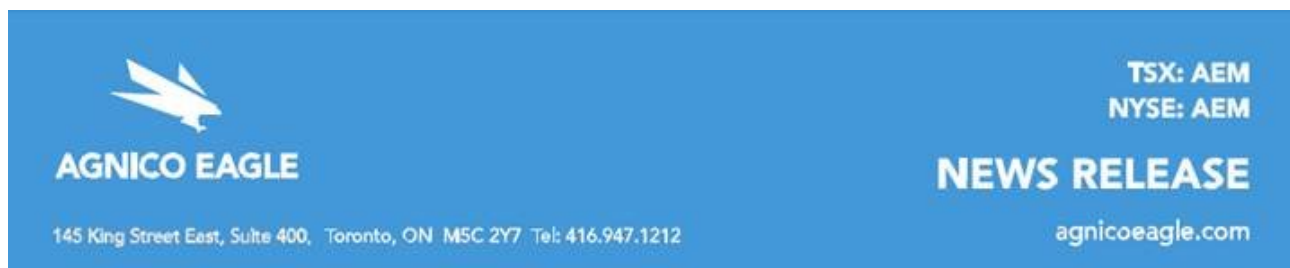 TSX: AEM
NYSE: AEM
AGNICO EAGLE
NEWS RELEASE
145 King Street East, Suite 400, Toronto, ON M5C 2Y7 Tel: 416.947.1212
agnicoeagle.com